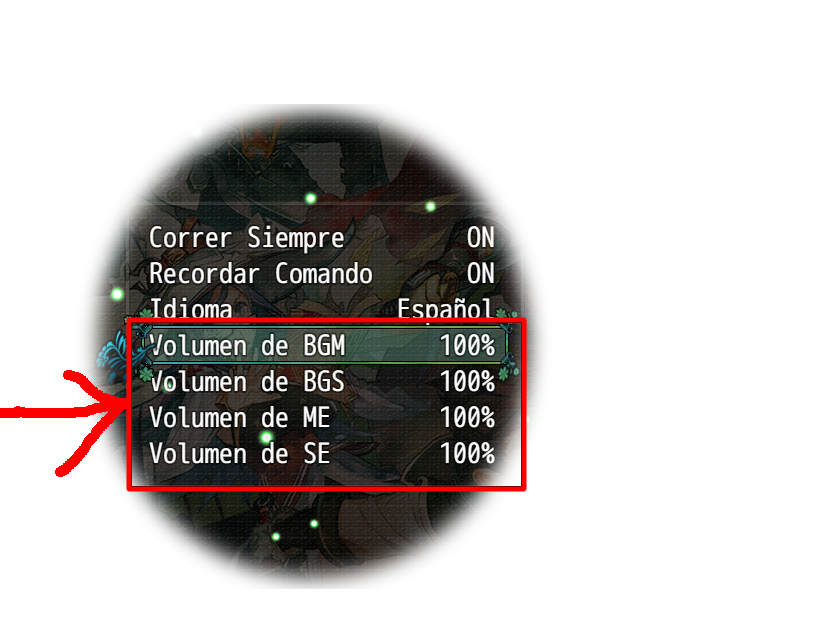 Correr Siempre ON
Recordar Comando ON
Idioma Español
Volumen de BGM 100%
Volumen de BGS 100%
Volumen de ME 100%
Volumen de SE 100%